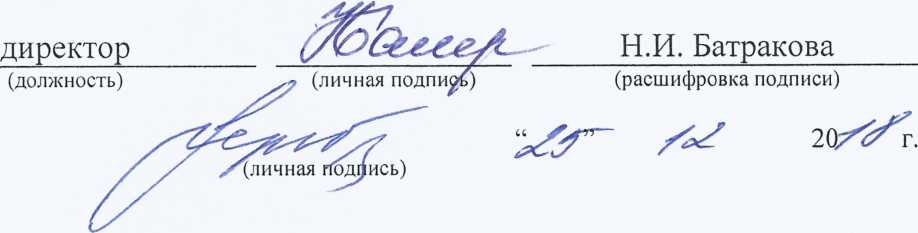 директор Н.И. Батракова
(должность) (личная подпись) (расшифровка подписи)
“25” 12 2018 г.
(личная подпись)